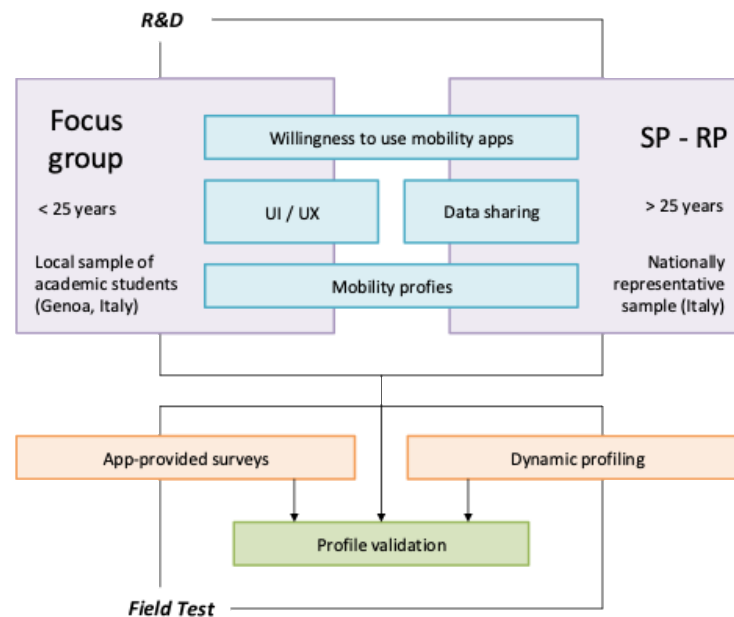 R&D
Focus
group
< 25 years
Local sample of
academic students
(Genoa, Italy)
Willingness to use mobility apps
UI / UX
Data sharing
Mobility profies
SP - RP
> 25 years
Nationally
representative
sample (Italy)
App-provided surveys
Dynamic profiling
Profile validation
Field Test